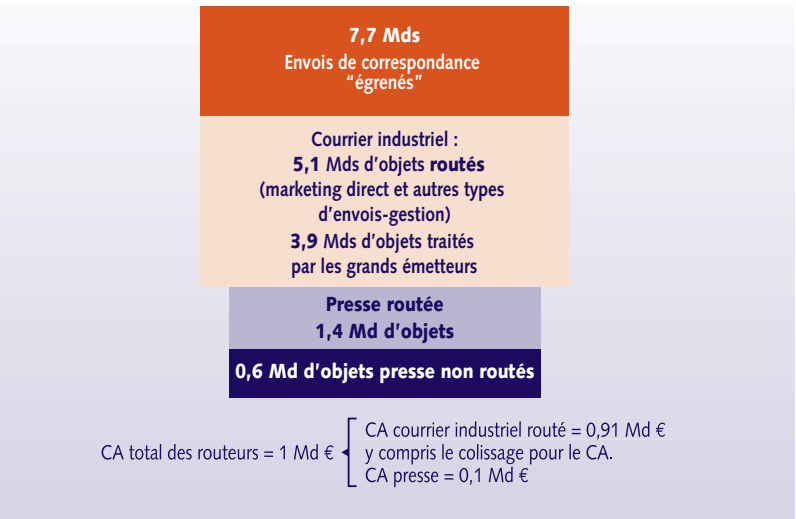 7,7 Mds
Envois de correspondance
“égrenés”
Courrier industriel :
5,1 Mds d’objets routés
(marketing direct et autres types
d’envois-gestion)
3,9 Mds d’objets traités
par les grands émetteurs
Presse routée
1,4 Md d’objets
0,6 Md d’objets presse non routés
CA total des routeurs = 1 Md €
CA courrier industriel routé = 0,91 Md €
y compris le colissage pour le CA.
CA presse = 0,1 Md €